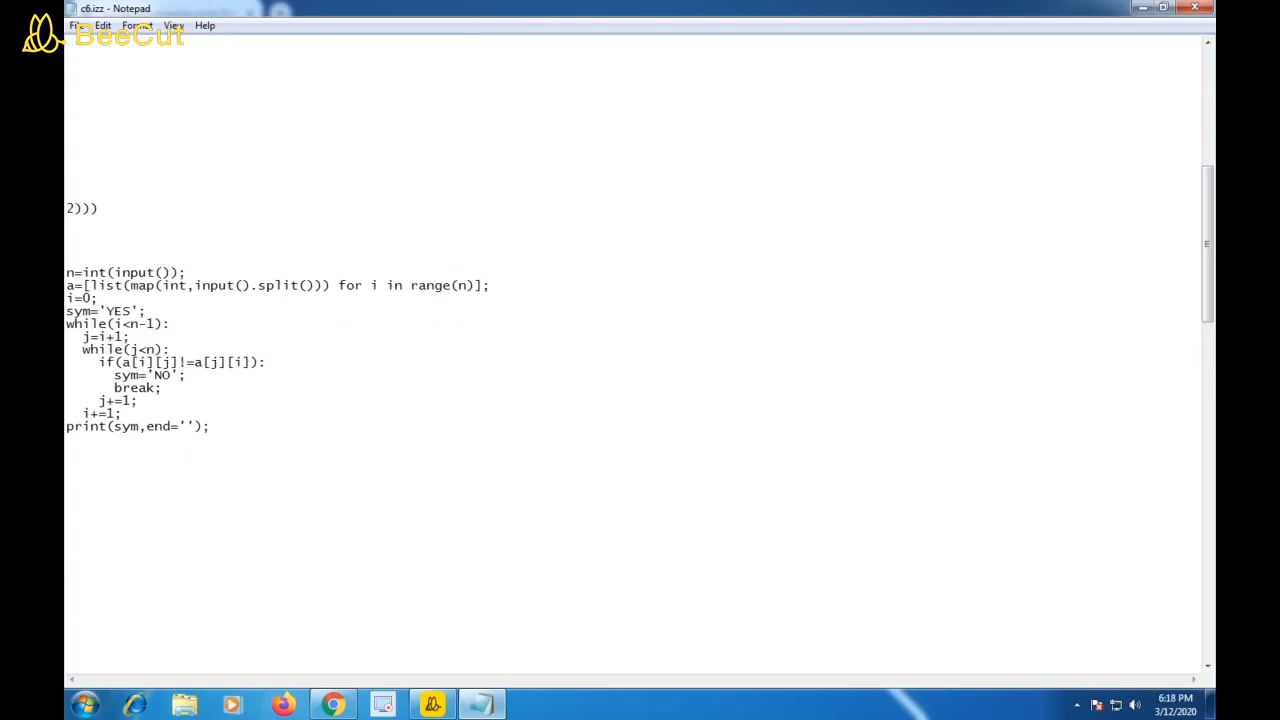 c6.izz - Notepad
File Edit Format View Help
BeeCut
2)))
n=int(input());
a=[list(map(int,input().split())) for i in range(n)];
i=0;
sym='YES';
while(i<n-1):
  j=i+1;
  while(j<n):
    if(a[i][j]!=a[j][i]):
      sym='NO';
      break;
    j+=1;
  i+=1;
print(sym,end='');
6:18 PM
3/12/2020